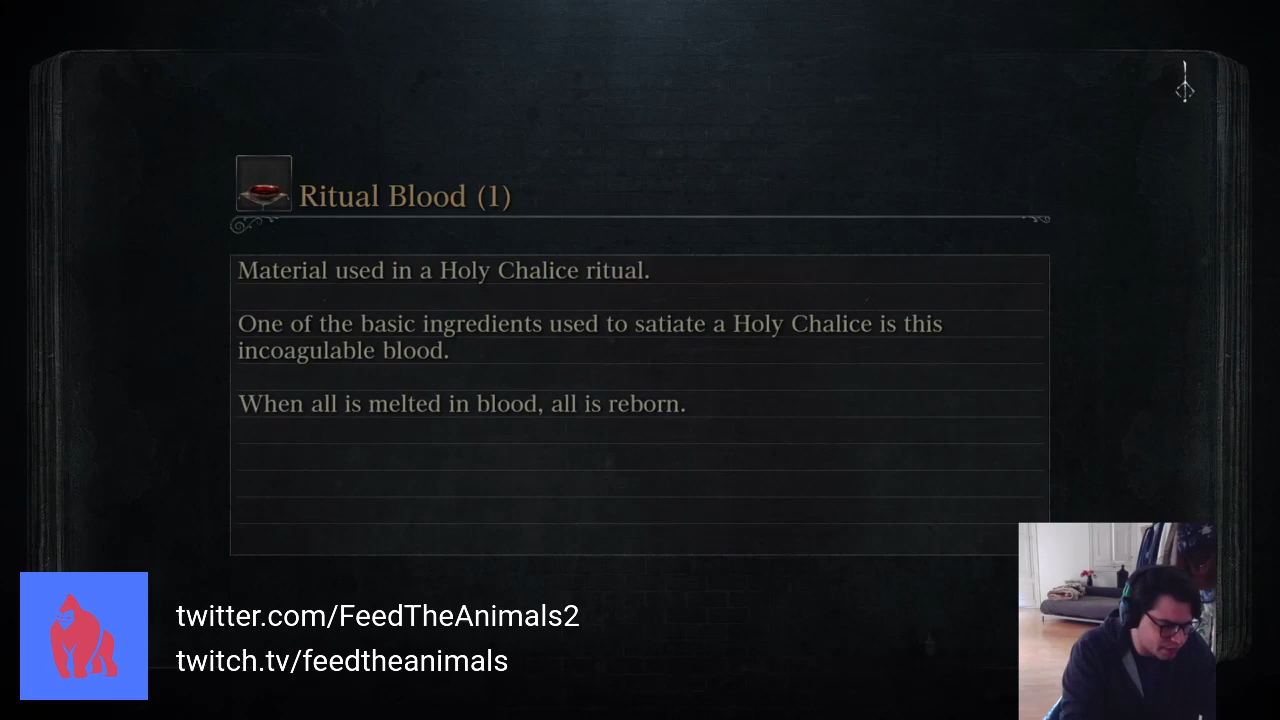 Ritual Blood (1)
Material used in a Holy Chalice ritual.
One of the basic ingredients used to satiate a Holy Chalice is this
incoagulable blood.
When all is melted in blood, all is reborn.
twitter.com/FeedTheAnimals2
twitch.tv/feedtheanimals